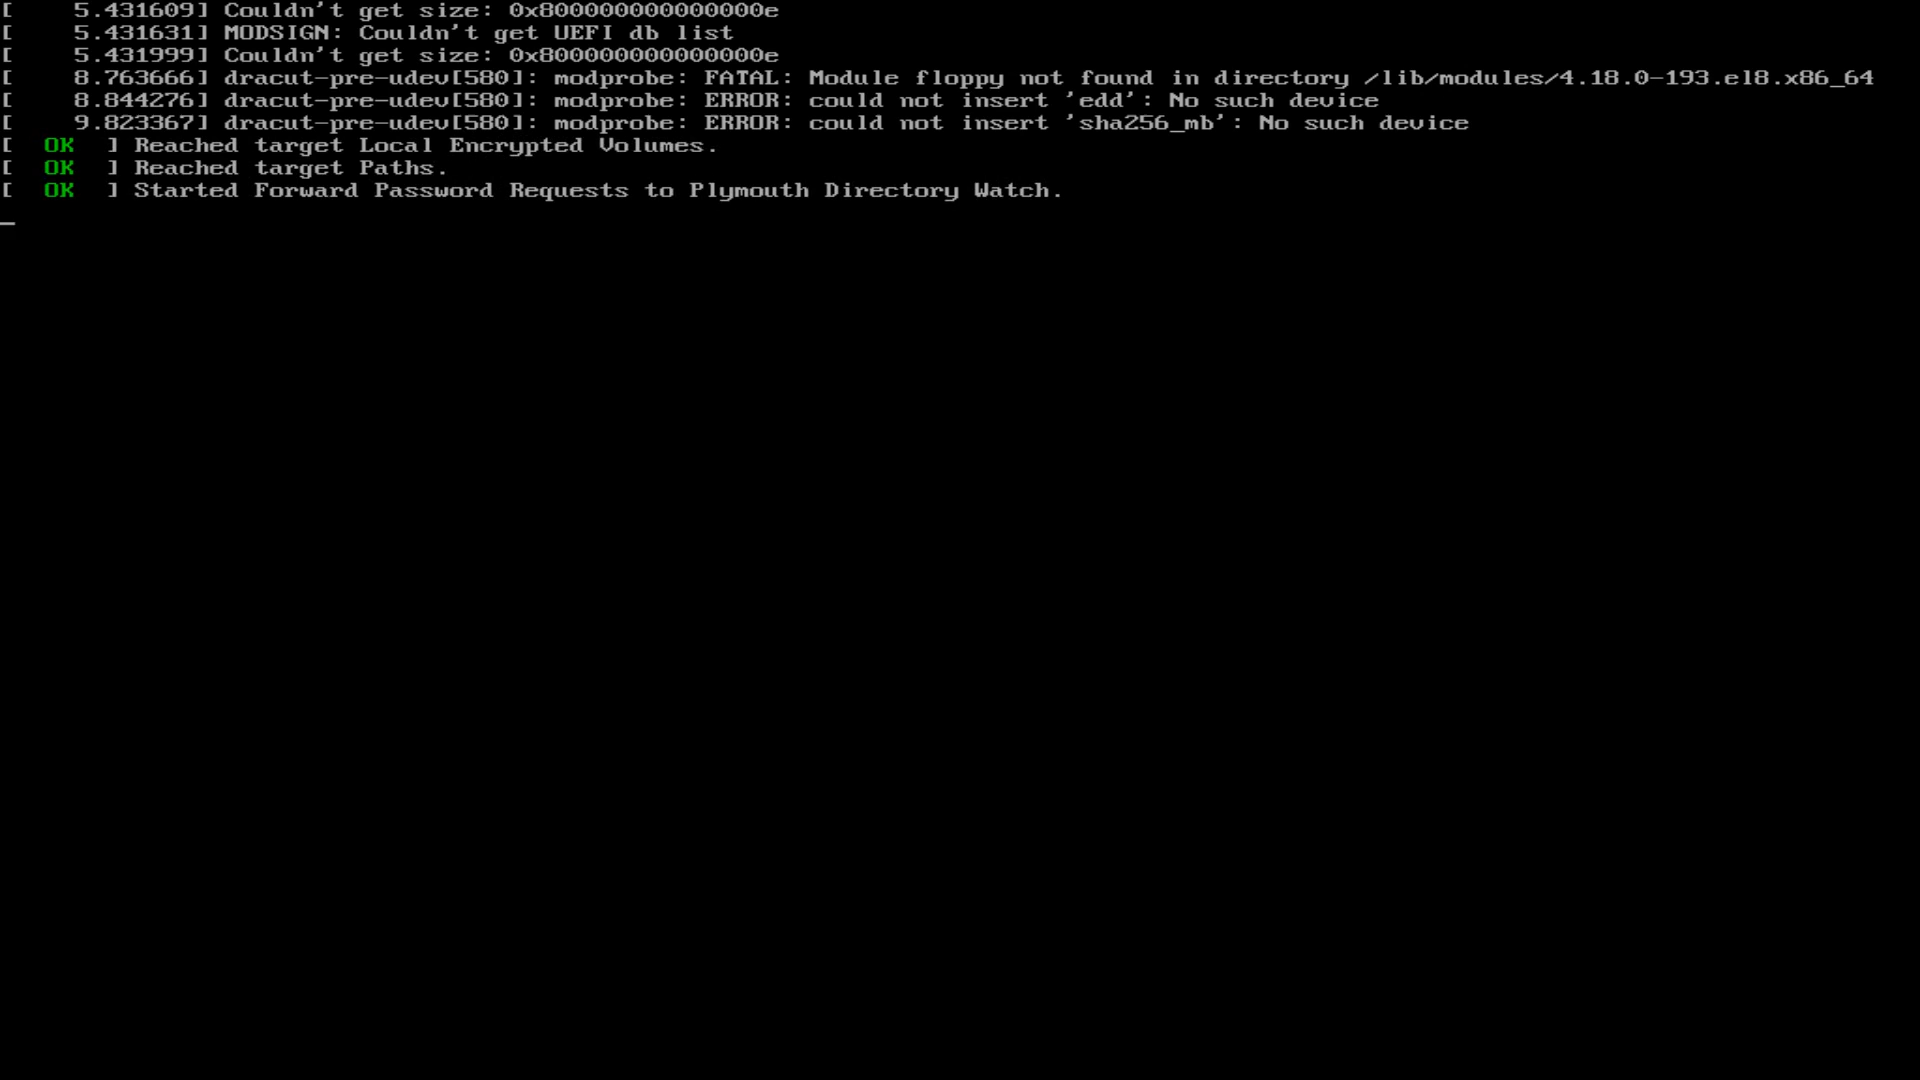 [    5.431609] Couldn't get size: 0x800000000000000e
[    5.431631] MODSIGN: Couldn't get UEFI db list
[    5.431999] Couldn't get size: 0x800000000000000e
[    8.763666] dracut-pre-udev[580]: modprobe: FATAL: Module floppy not found in directory /lib/modules/4.18.0-193.el8.x86_64
[    8.844276] dracut-pre-udev[580]: modprobe: ERROR: could not insert 'edd': No such device
[    9.823367] dracut-pre-udev[580]: modprobe: ERROR: could not insert 'sha256_mb': No such device
[  OK  ] Reached target Local Encrypted Volumes.
[  OK  ] Reached target Paths.
[  OK  ] Started Forward Password Requests to Plymouth Directory Watch.